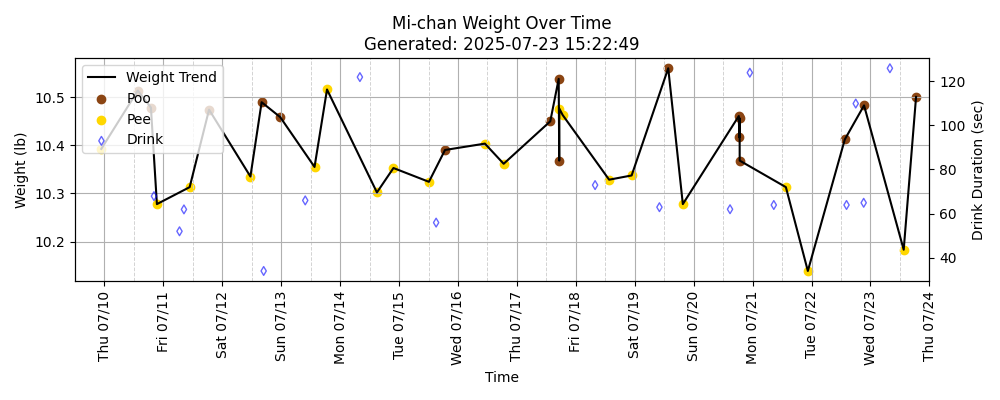 Mi-chan Weight Over Time
Generated: 2025-07-23 15:22:49
Weight (lb)
10.5
10.4
10.3
10.2
Weight Trend
Poo
Pee
Drink
120
100
80
60
40
Drink Duration (sec)
Thu 07/10
Fri 07/11
Sat 07/12
Sun 07/13
Mon 07/14
Tue 07/15
Wed 07/16
Thu 07/17
Fri 07/18
Sat 07/19
Sun 07/20
Mon 07/21
Tue 07/22
Wed 07/23
Thu 07/24
Time